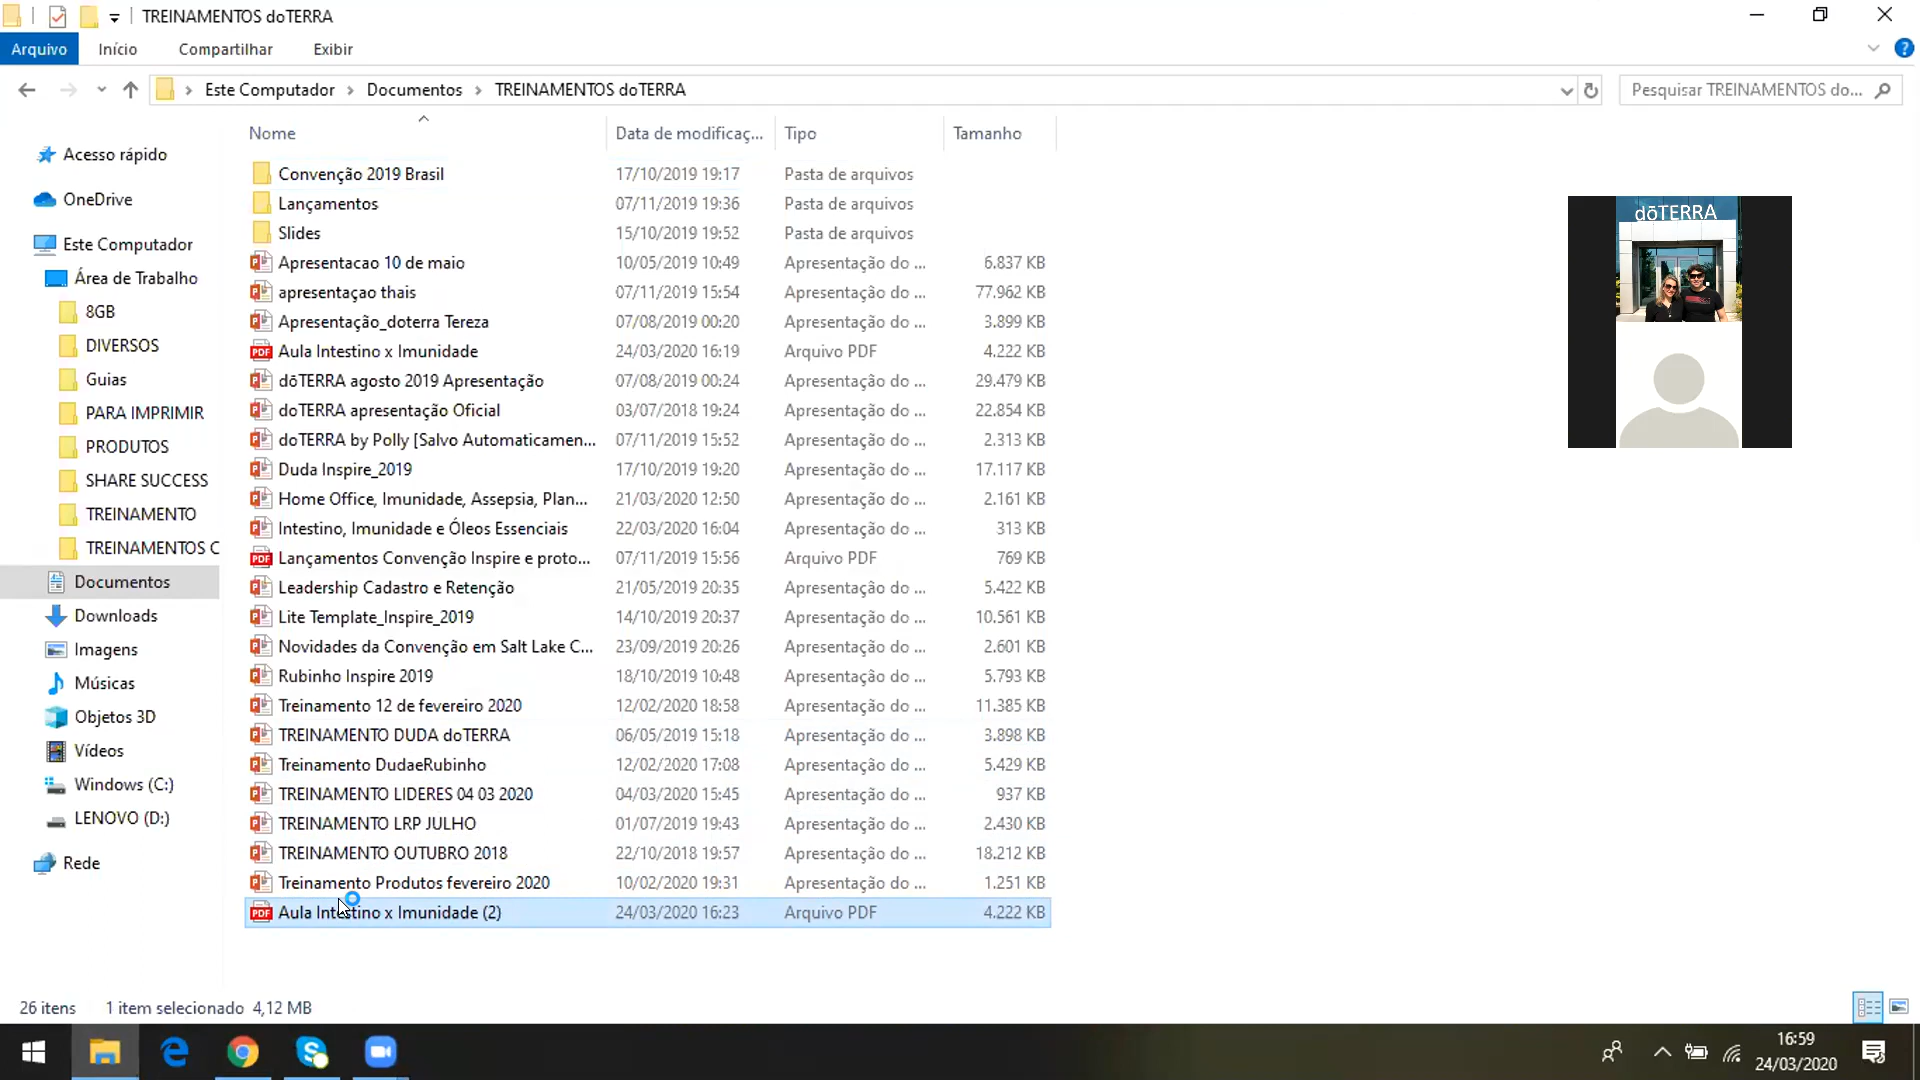 TREINAMENTOS doTERRA
Arquivo Início Compartilhar Exibir
Este Computador Documentos TREINAMENTOS doTERRA Pesquisar TREINAMENTOS do...
Nome Data de modificaç... Tipo Tamanho
Acesso rápido
OneDrive
Este Computador
Área de Trabalho
8GB
DIVERSOS
Guias
PARA IMPRIMIR
PRODUTOS
SHARE SUCCESS
TREINAMENTO
TREINAMENTOS C
Documentos
Downloads
Imagens
Músicas
Objetos 3D
Vídeos
Windows (C:)
LENOVO (D:)
Rede
Convenção 2019 Brasil 17/10/2019 19:17 Pasta de arquivos
Lançamentos 07/11/2019 19:36 Pasta de arquivos
Slides 15/10/2019 19:52 Pasta de arquivos
Apresentacao 10 de maio 10/05/2019 10:49 Apresentação do ... 6.837 KB
apresentaçao thais 07/11/2019 15:54 Apresentação do ... 77.962 KB
Apresentação_doterra Tereza 07/08/2019 00:20 Apresentação do ... 3.899 KB
PDF Aula Intestino x Imunidade 24/03/2020 16:19 Arquivo PDF 4.222 KB
dōTERRA agosto 2019 Apresentação 07/08/2019 00:24 Apresentação do ... 29.479 KB
doTERRA apresentação Oficial 03/07/2018 19:24 Apresentação do ... 22.854 KB
doTERRA by Polly [Salvo Automaticamen... 07/11/2019 15:52 Apresentação do ... 2.313 KB
Duda Inspire_2019 17/10/2019 19:20 Apresentação do ... 17.117 KB
Home Office, Imunidade, Assepsia, Plan... 21/03/2020 12:50 Apresentação do ... 2.161 KB
Intestino, Imunidade e Óleos Essenciais 22/03/2020 16:04 Apresentação do ... 313 KB
PDF Lançamentos Convenção Inspire e proto... 07/11/2019 15:56 Arquivo PDF 769 KB
Leadership Cadastro e Retenção 21/05/2019 20:35 Apresentação do ... 5.422 KB
Lite Template_Inspire_2019 14/10/2019 20:37 Apresentação do ... 10.561 KB
Novidades da Convenção em Salt Lake C... 23/09/2019 20:26 Apresentação do ... 2.601 KB
Rubinho Inspire 2019 18/10/2019 10:48 Apresentação do ... 5.793 KB
Treinamento 12 de fevereiro 2020 12/02/2020 18:58 Apresentação do ... 11.385 KB
TREINAMENTO DUDA doTERRA 06/05/2019 15:18 Apresentação do ... 3.898 KB
Treinamento DudaeRubinho 12/02/2020 17:08 Apresentação do ... 5.429 KB
TREINAMENTO LIDERES 04 03 2020 04/03/2020 15:45 Apresentação do ... 937 KB
TREINAMENTO LRP JULHO 01/07/2019 19:43 Apresentação do ... 2.430 KB
TREINAMENTO OUTUBRO 2018 22/10/2018 19:57 Apresentação do ... 18.212 KB
Treinamento Produtos fevereiro 2020 10/02/2020 19:31 Apresentação do ... 1.251 KB
PDF Aula Intestino x Imunidade (2) 24/03/2020 16:23 Arquivo PDF 4.222 KB
dōTERRA
26 itens 1 item selecionado 4,12 MB
16:59
24/03/2020